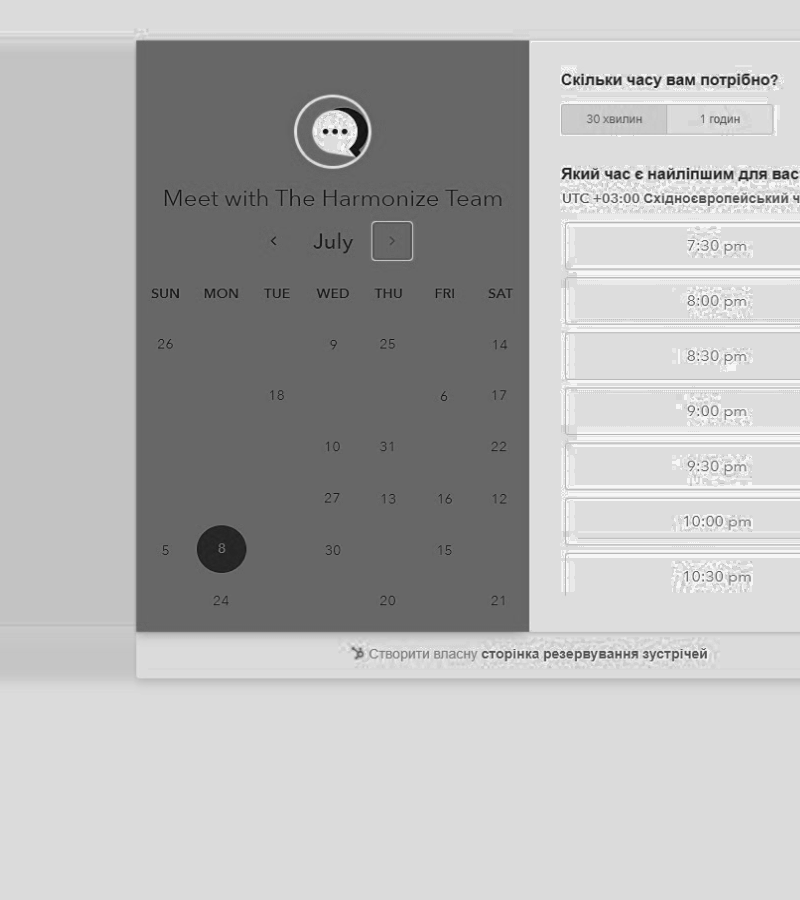 Meet with The Harmonize Team
July
SUN MON TUE WED THU FRI SAT
26 9 25 14
18 6 17
10 31 22
27 13 16 12
5 8 30 15
24 20 21
Скільки часу вам потрібно?
30 хвилин 1 годин
Який час є найліпшим для вас
UTC +03:00 Східноєвропейський ч
7:30 pm
8:00 pm
8:30 pm
9:00 pm
9:30 pm
10:00 pm
10:30 pm
Створити власну сторінка резервування зустрічей